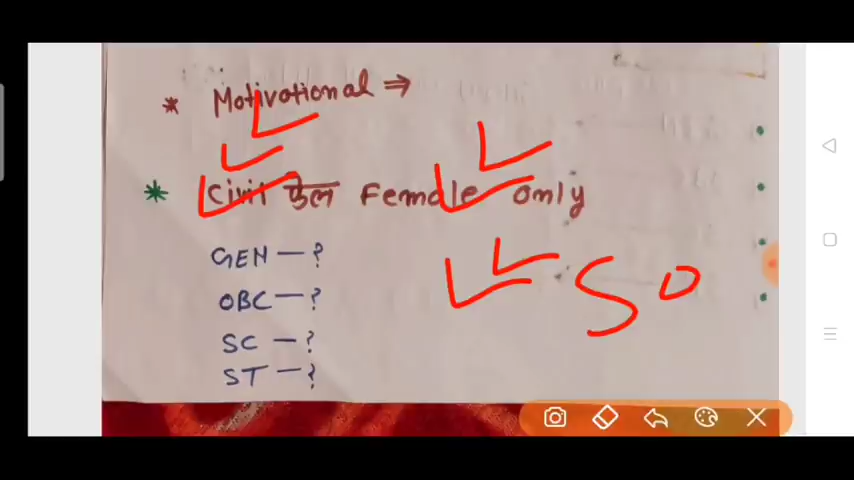 * Motivational ⇒
* Civil फेल Female only
GEN — ?
OBC — ?
SC — ?
ST — ?
SO